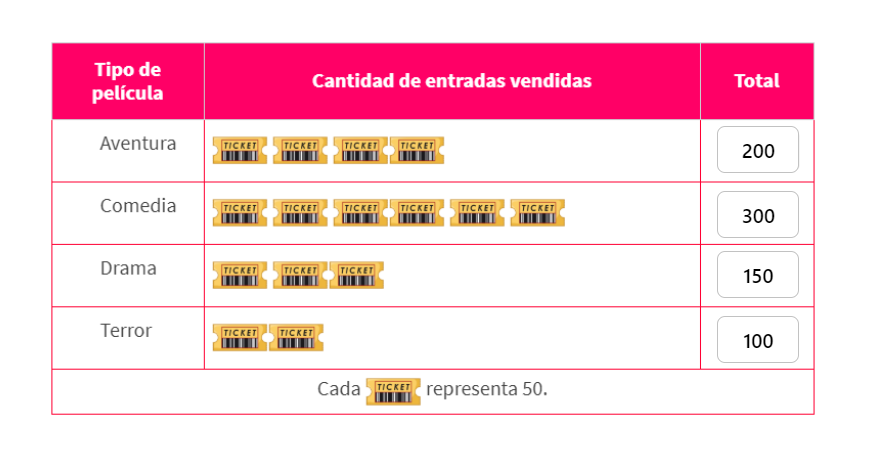 Tipo de película Cantidad de entradas vendidas Total
Aventura TICKET TICKET TICKET TICKET 200
Comedia TICKET TICKET TICKET TICKET TICKET TICKET 300
Drama TICKET TICKET TICKET 150
Terror TICKET TICKET 100
Cada TICKET representa 50.